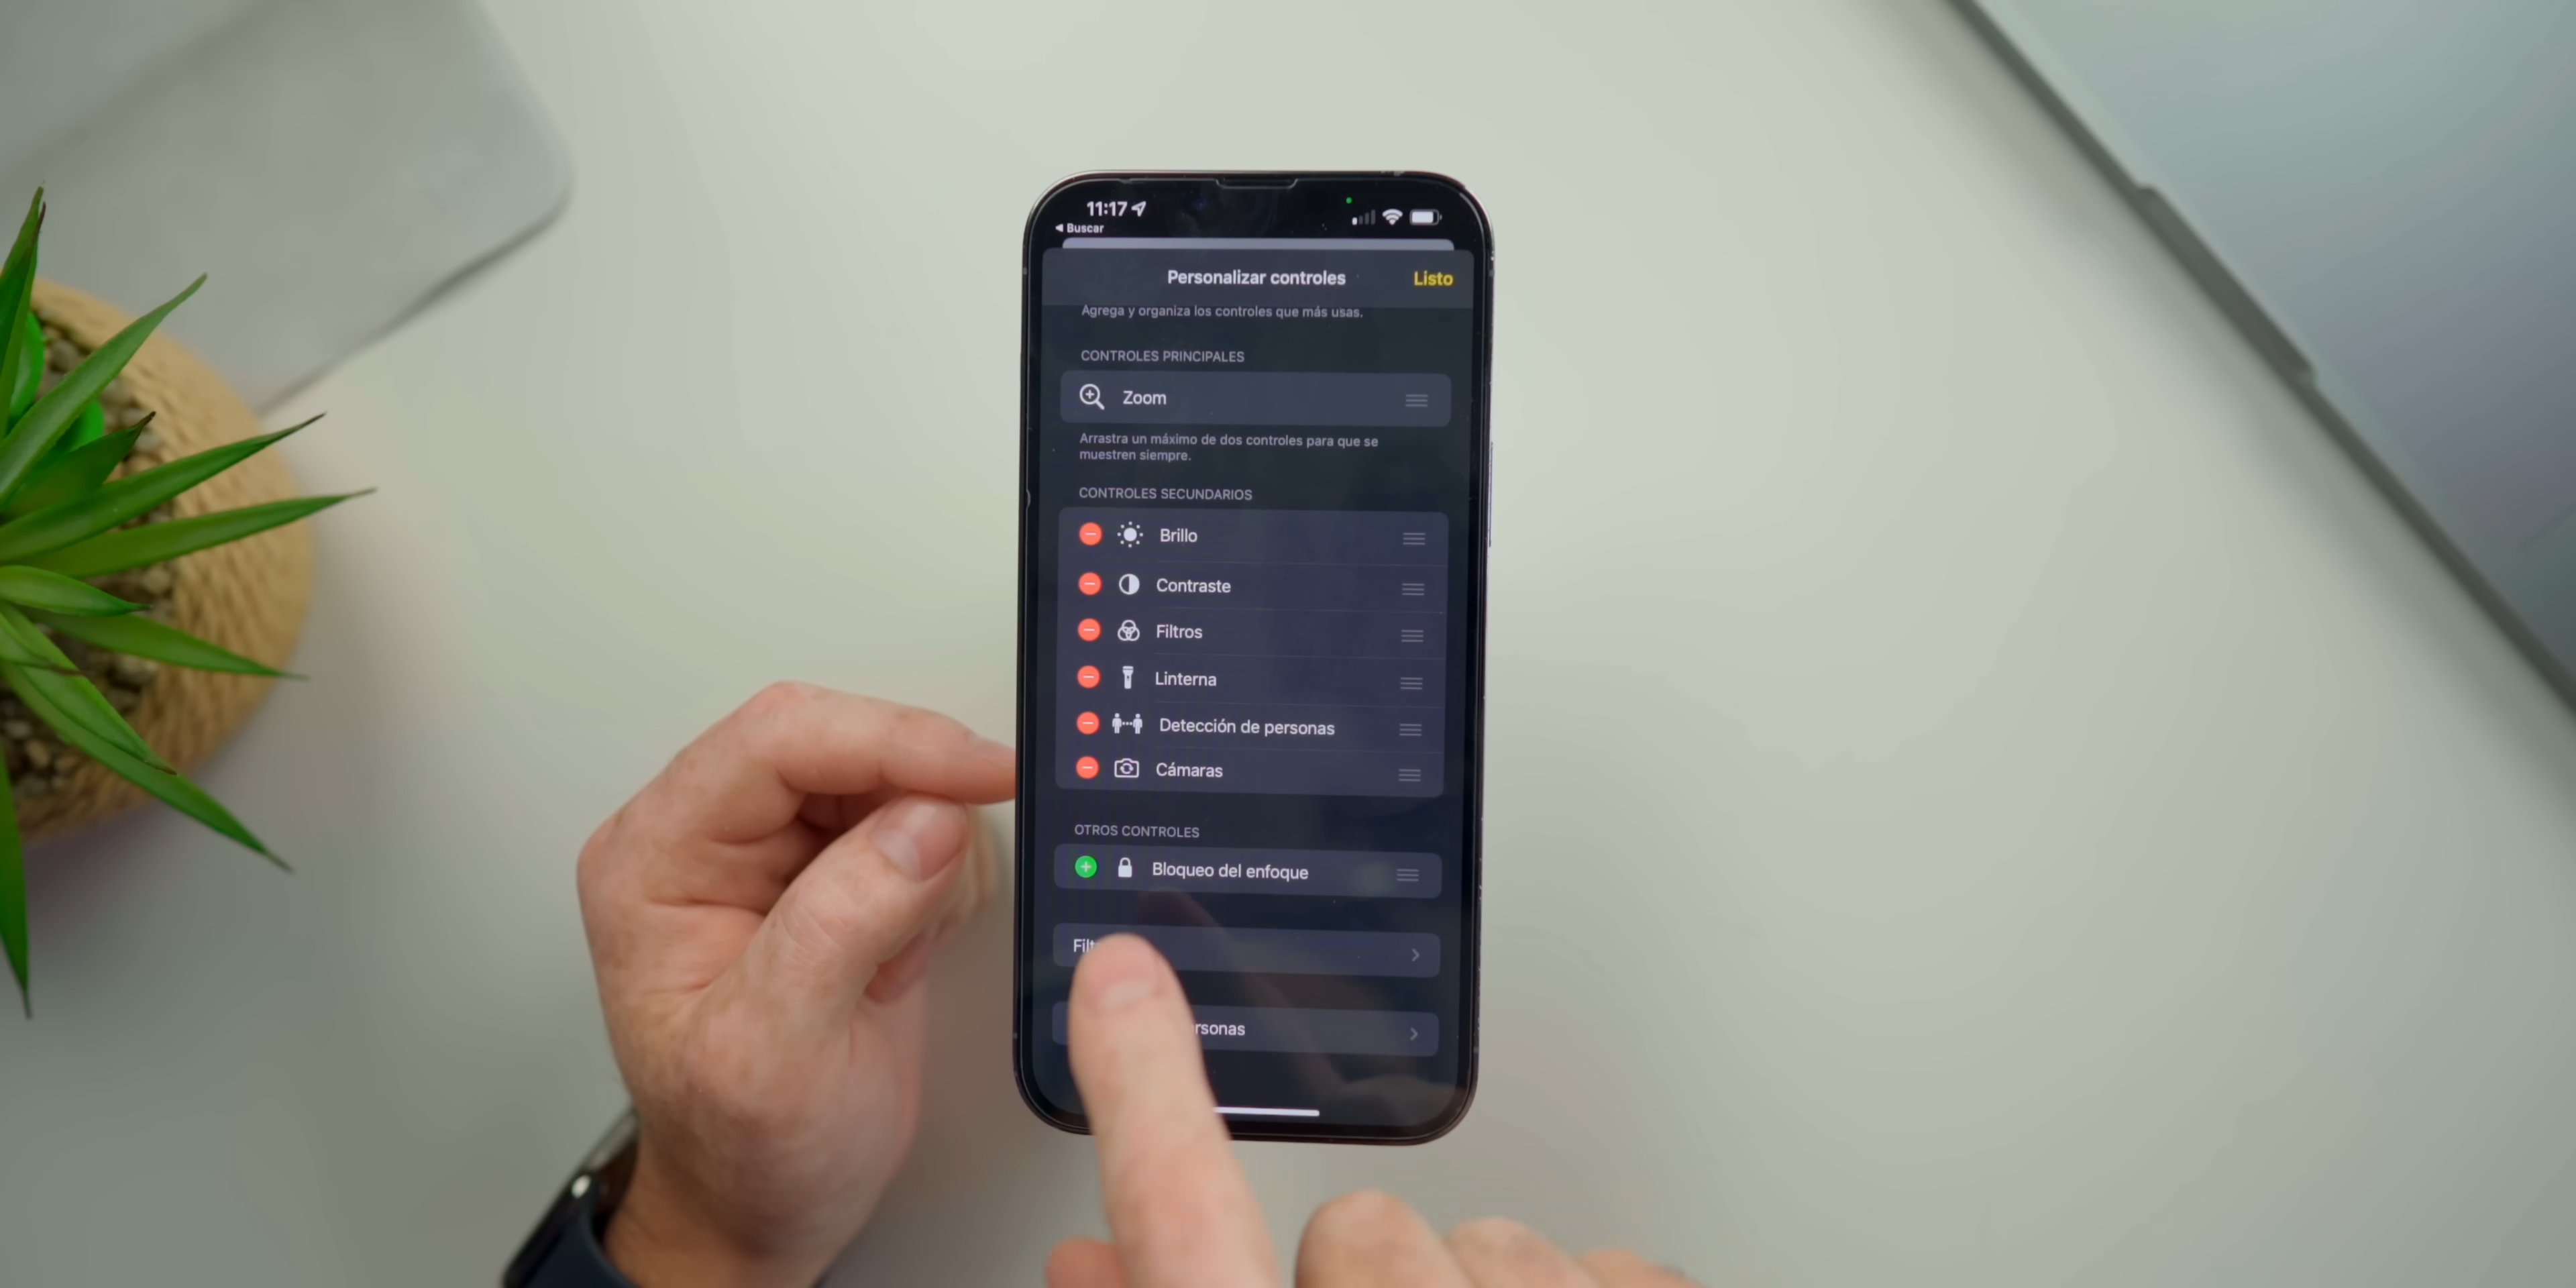 11:17
Buscar
Personalizar controles
Listo
Agrega y organiza los controles que más usas.
CONTROLES PRINCIPALES
Zoom
Arrastra un máximo de dos controles para que se
muestren siempre.
CONTROLES SECUNDARIOS
Brillo
Contraste
Filtros
Linterna
Detección de personas
Cámaras
OTROS CONTROLES
Bloqueo del enfoque